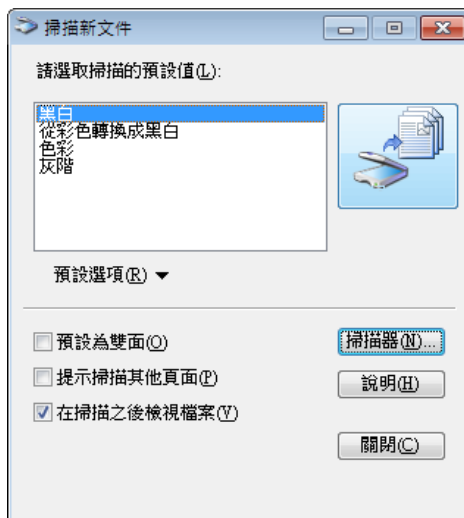 掃描新文件
請選取掃描的預設值(L):
黑白
從彩色轉換成黑白
色彩
灰階
預設選項(R)
預設為雙面(O)
掃描器(N)...
提示掃描其他頁面(P)
說明(H)
在掃描之後檢視檔案(V)
關閉(C)